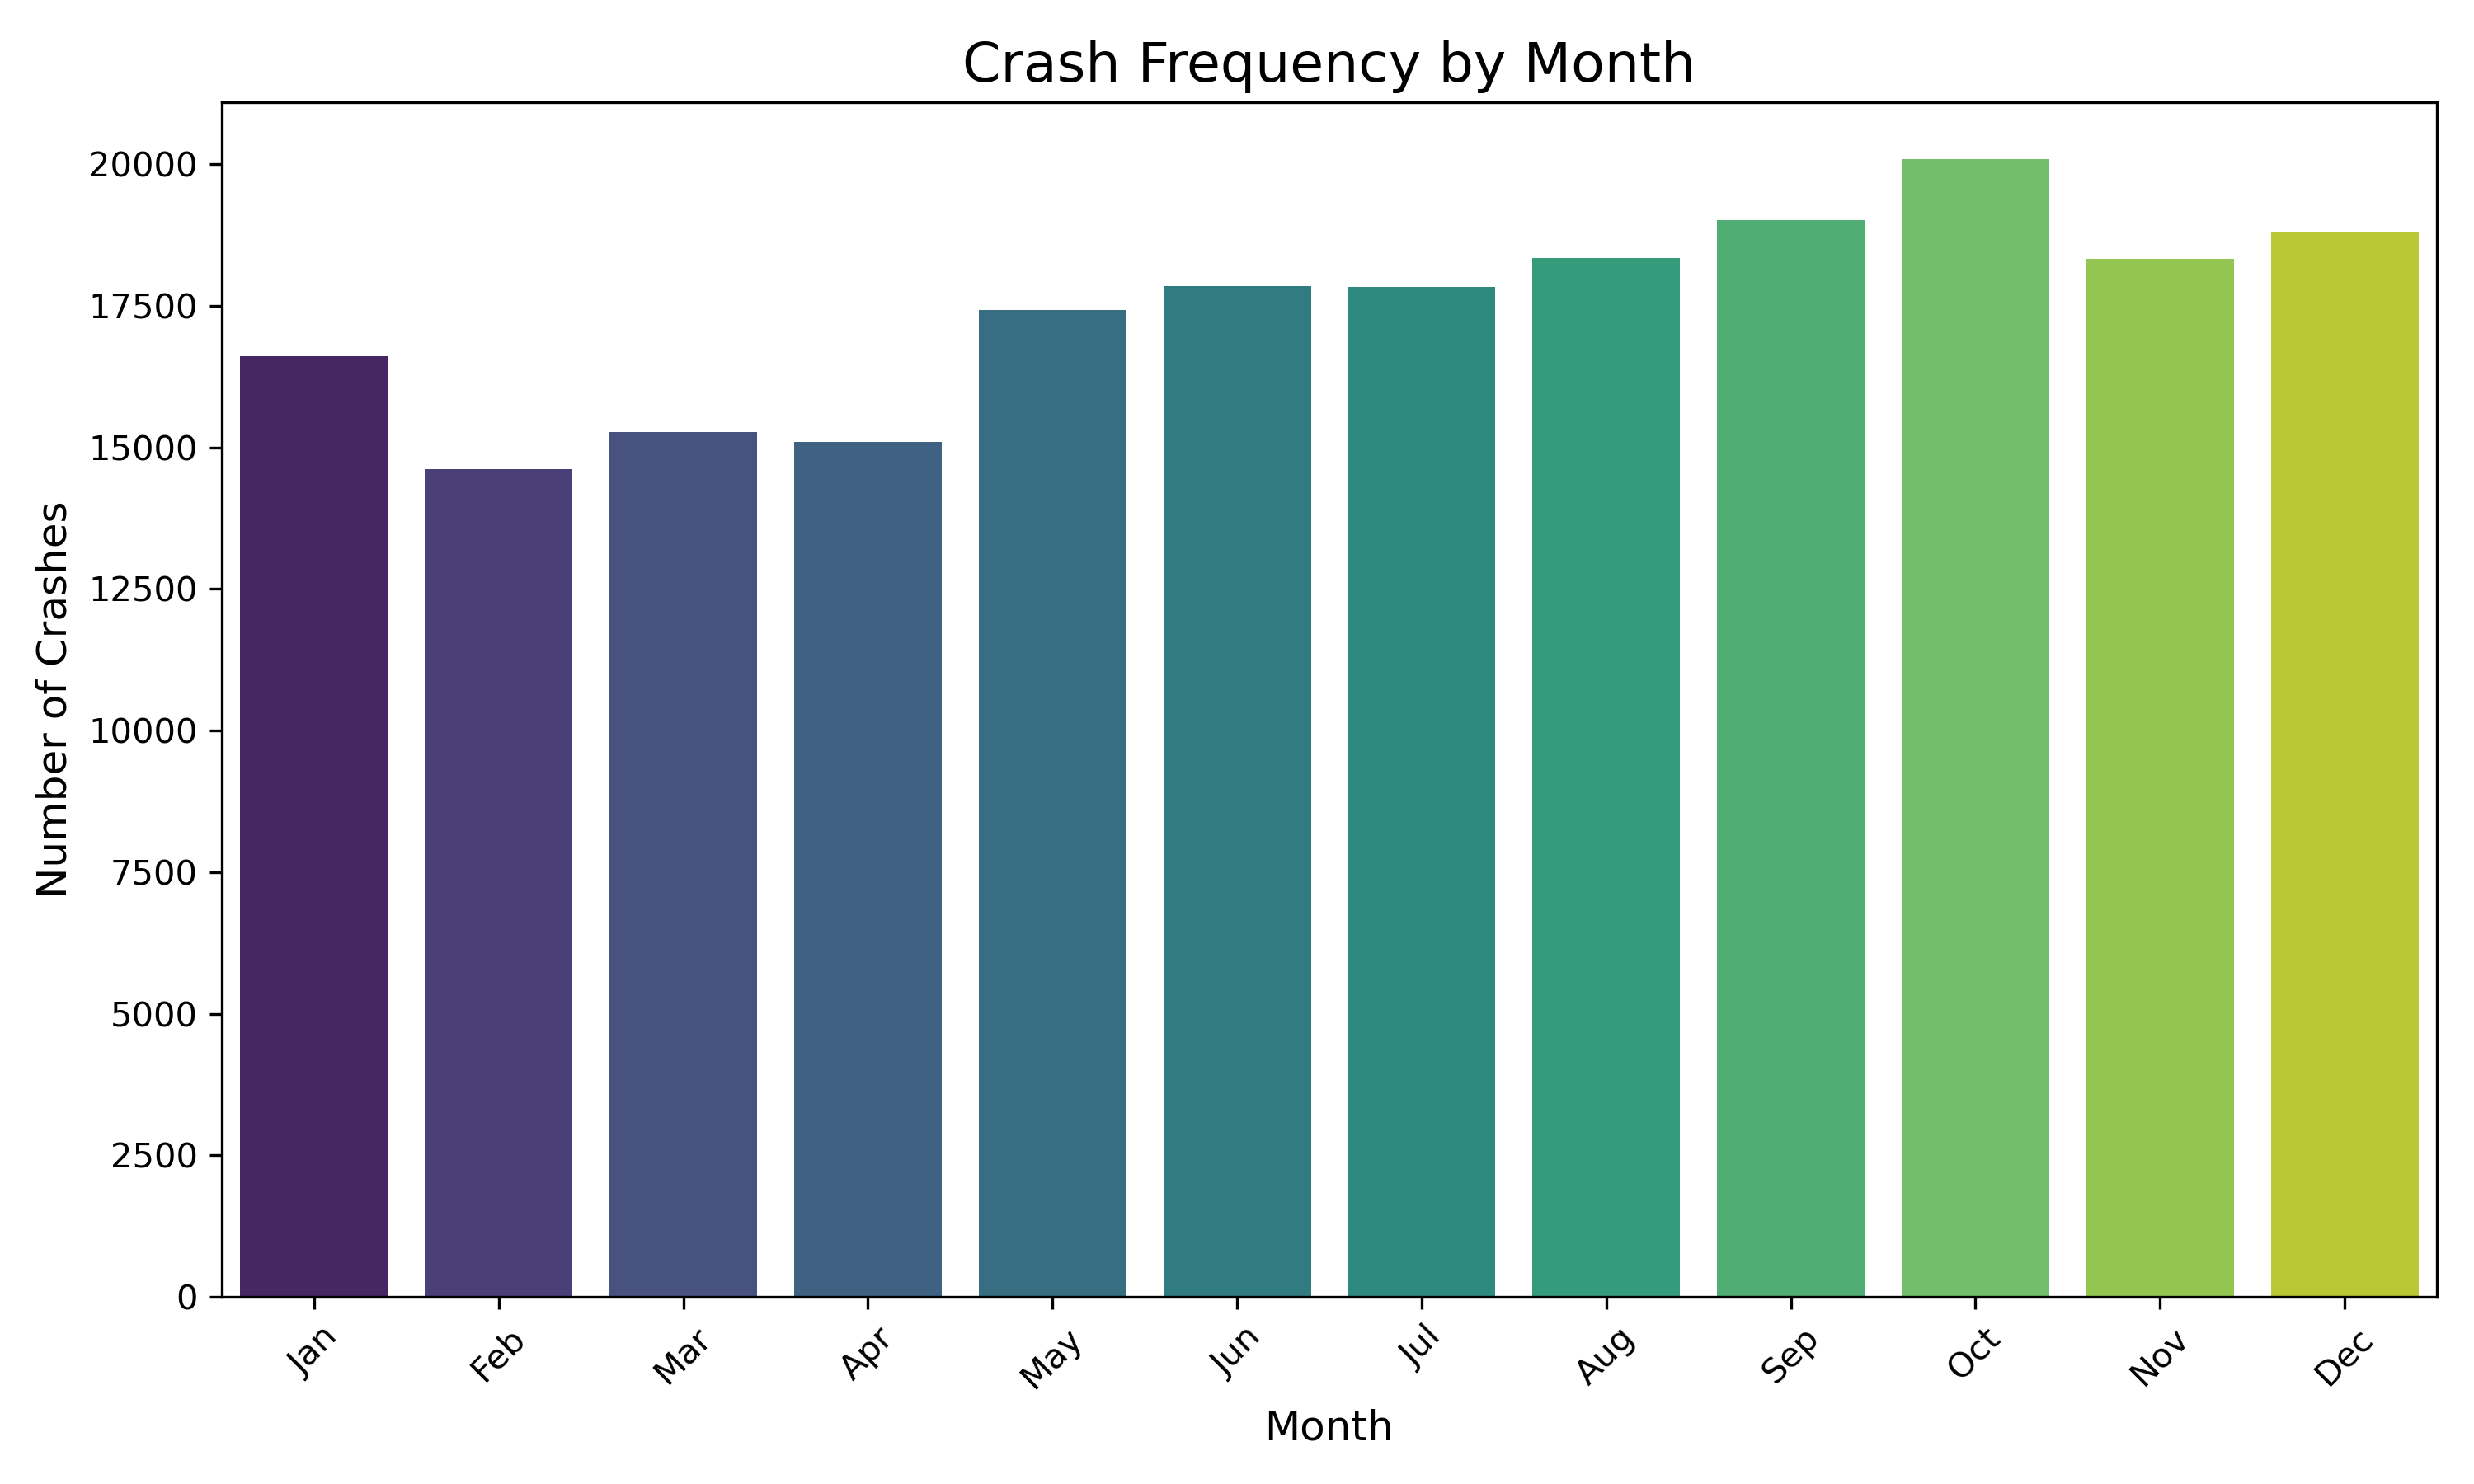 Crash Frequency by Month
Number of Crashes
20000
17500
15000
12500
10000
7500
5000
2500
0
Jan
Feb
Mar
Apr
May
Jun
Jul
Aug
Sep
Oct
Nov
Dec
Month